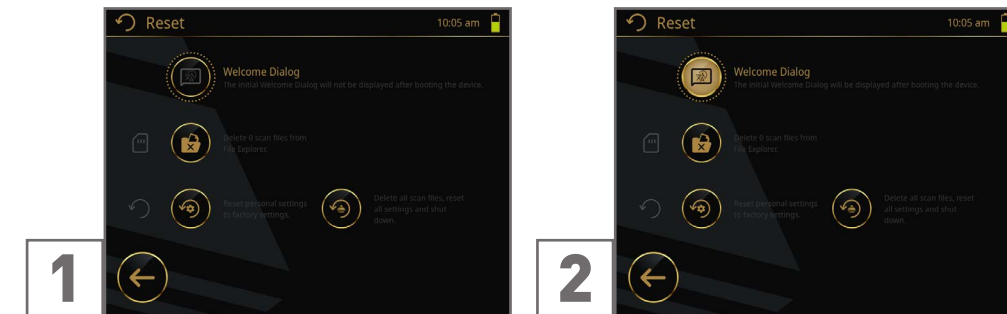 Reset
10:05 am
Welcome Dialog
The initial Welcome Dialog will not be displayed after booting the device.
Delete 0 scan files from
File Explorer.
Reset personal settings
to factory settings.
Delete all scan files, reset
all settings and shut
down.
1
Reset
10:05 am
Welcome Dialog
The initial Welcome Dialog will be displayed after booting the device.
Delete 0 scan files from
File Explorer.
Reset personal settings
to factory settings.
Delete all scan files, reset
all settings and shut
down.
2